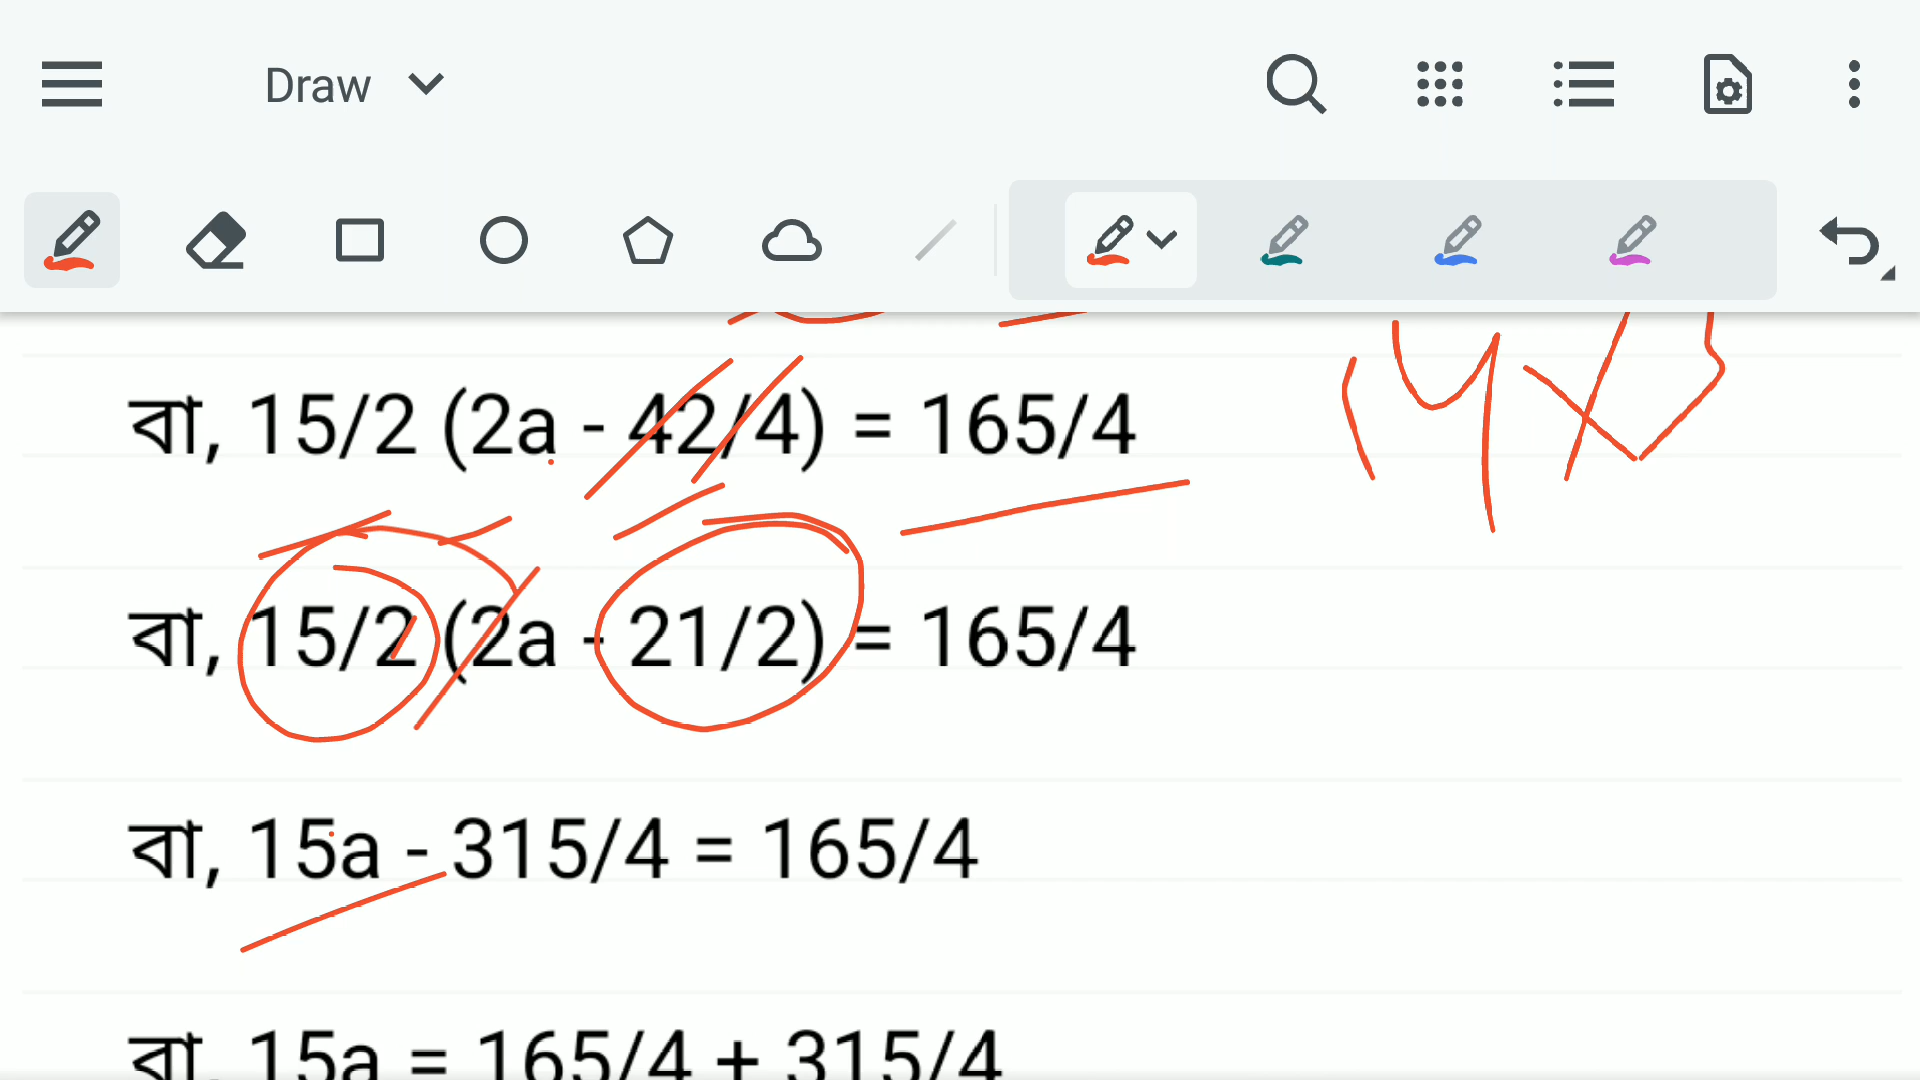 Draw
বা, 15/2 (2a - 42/4) = 165/4
বা, 15/2 (2a - 21/2) = 165/4
বা, 15a - 315/4 = 165/4
বা, 15a = 165/4 + 315/4